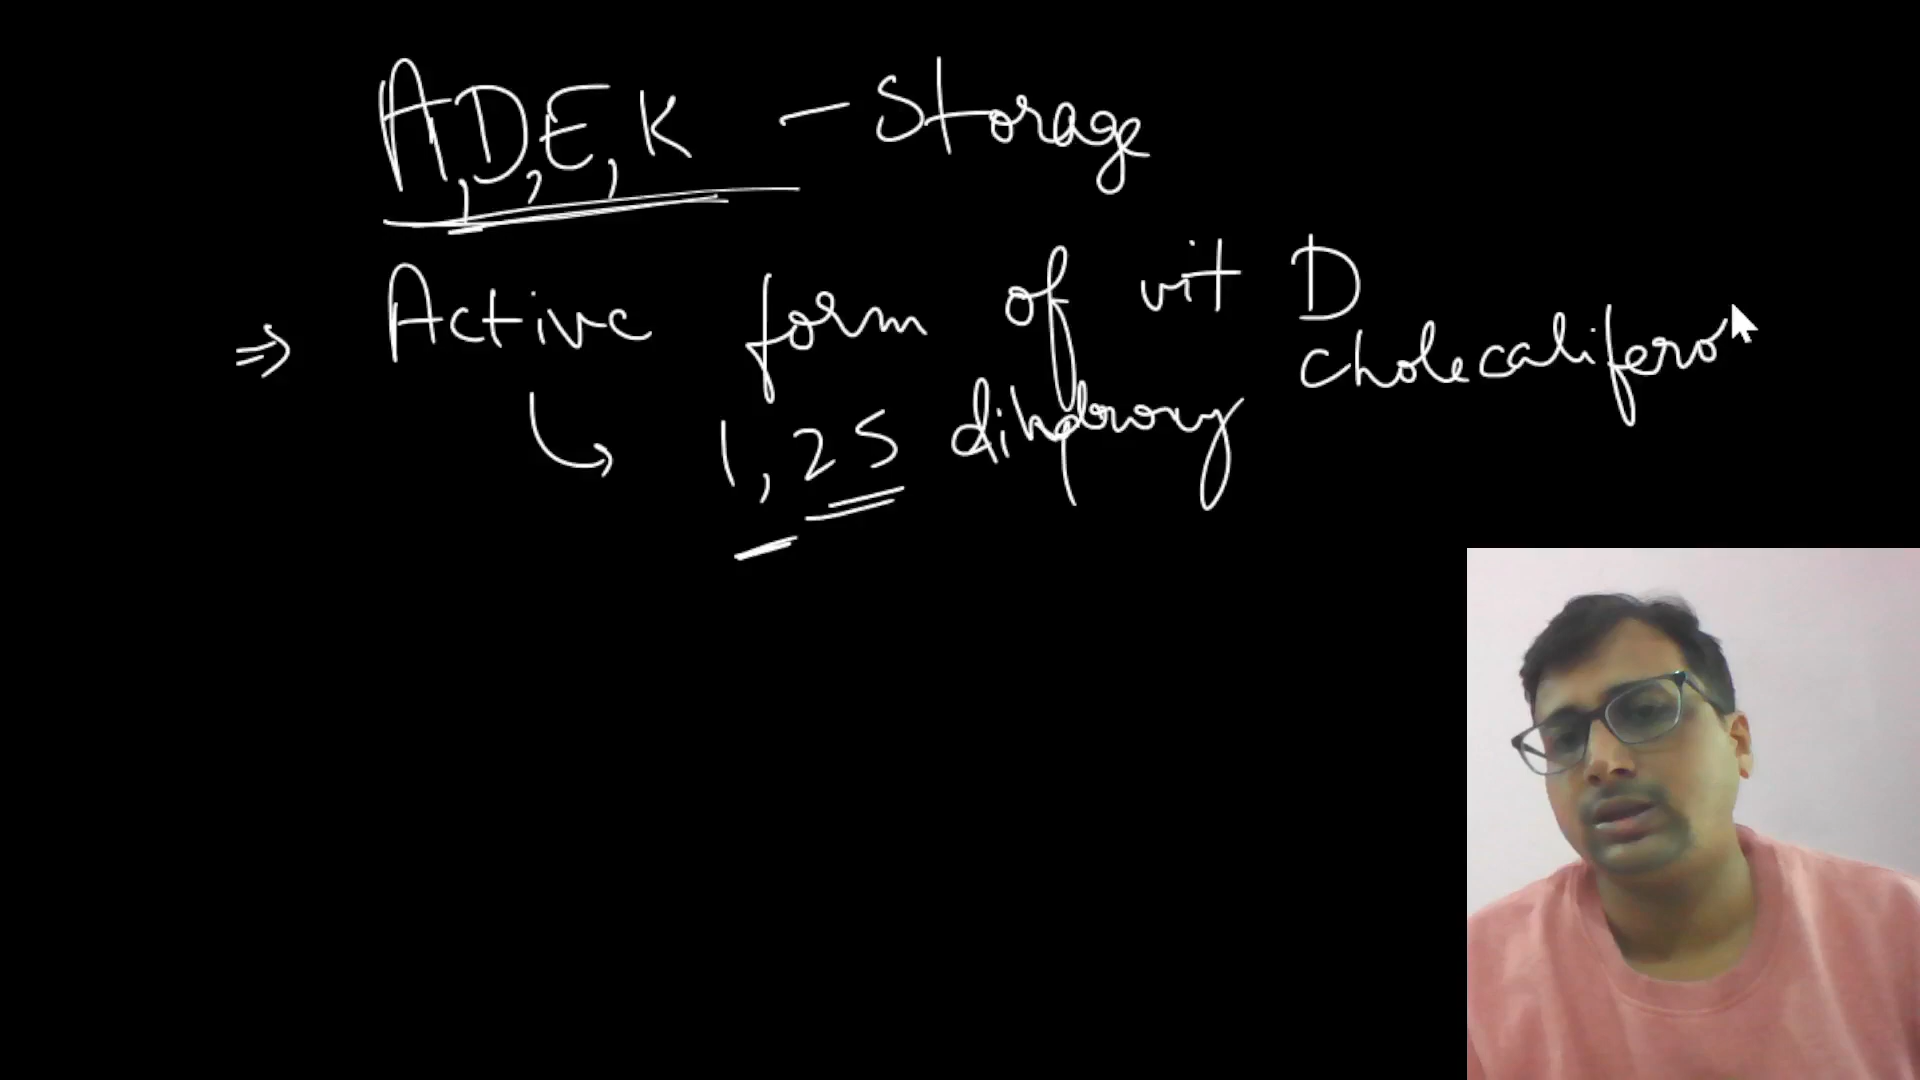 A, D, E, K - Storage
⇒ Active form of vit D
↳ 1, 25 dihydroxy cholecalifero